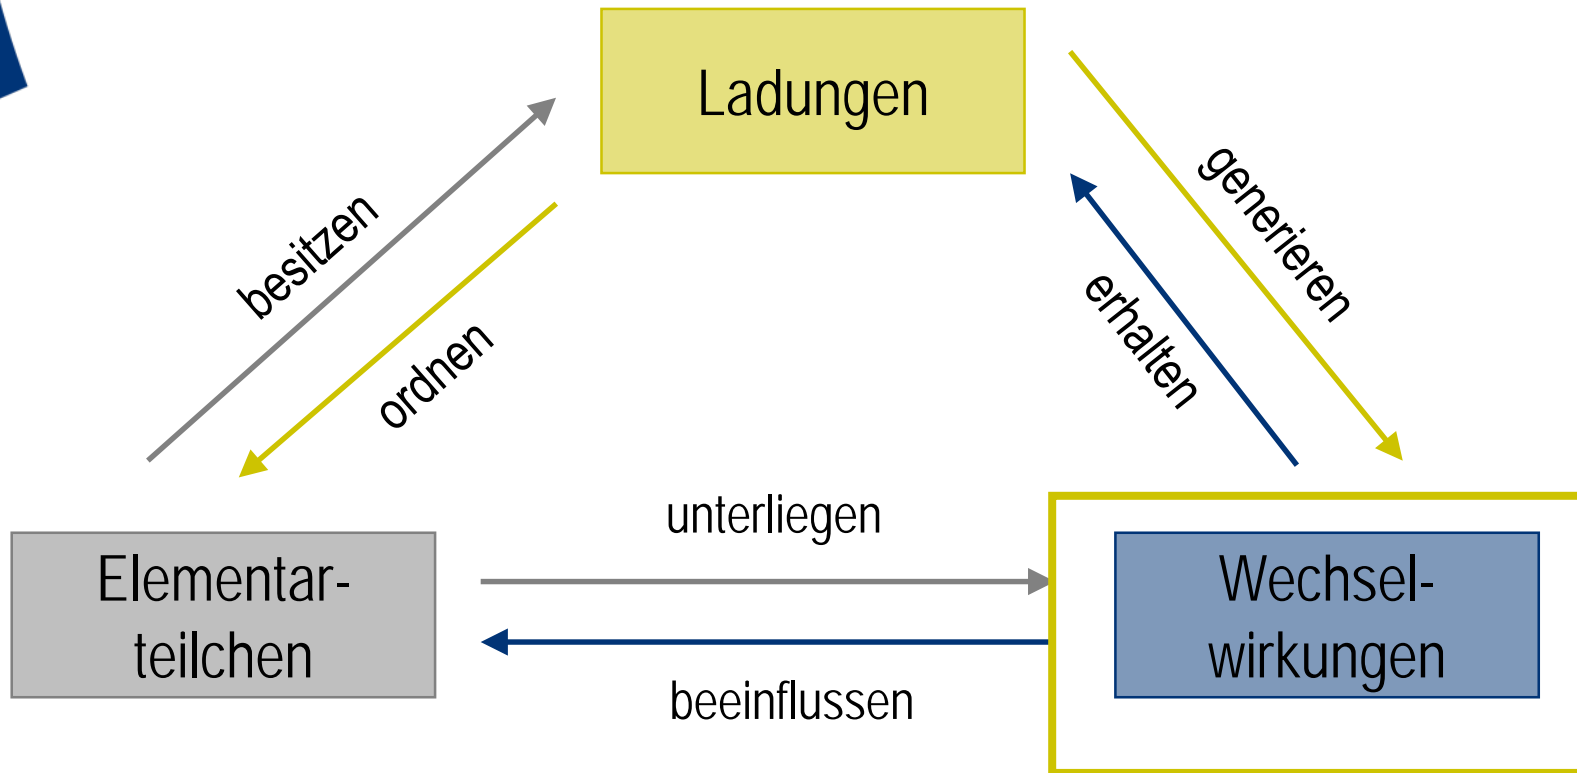 Ladungen
besitzen
ordnen
generieren
erhalten
unterliegen
beeinflussen
Elementar-
teilchen
Wechsel-
wirkungen